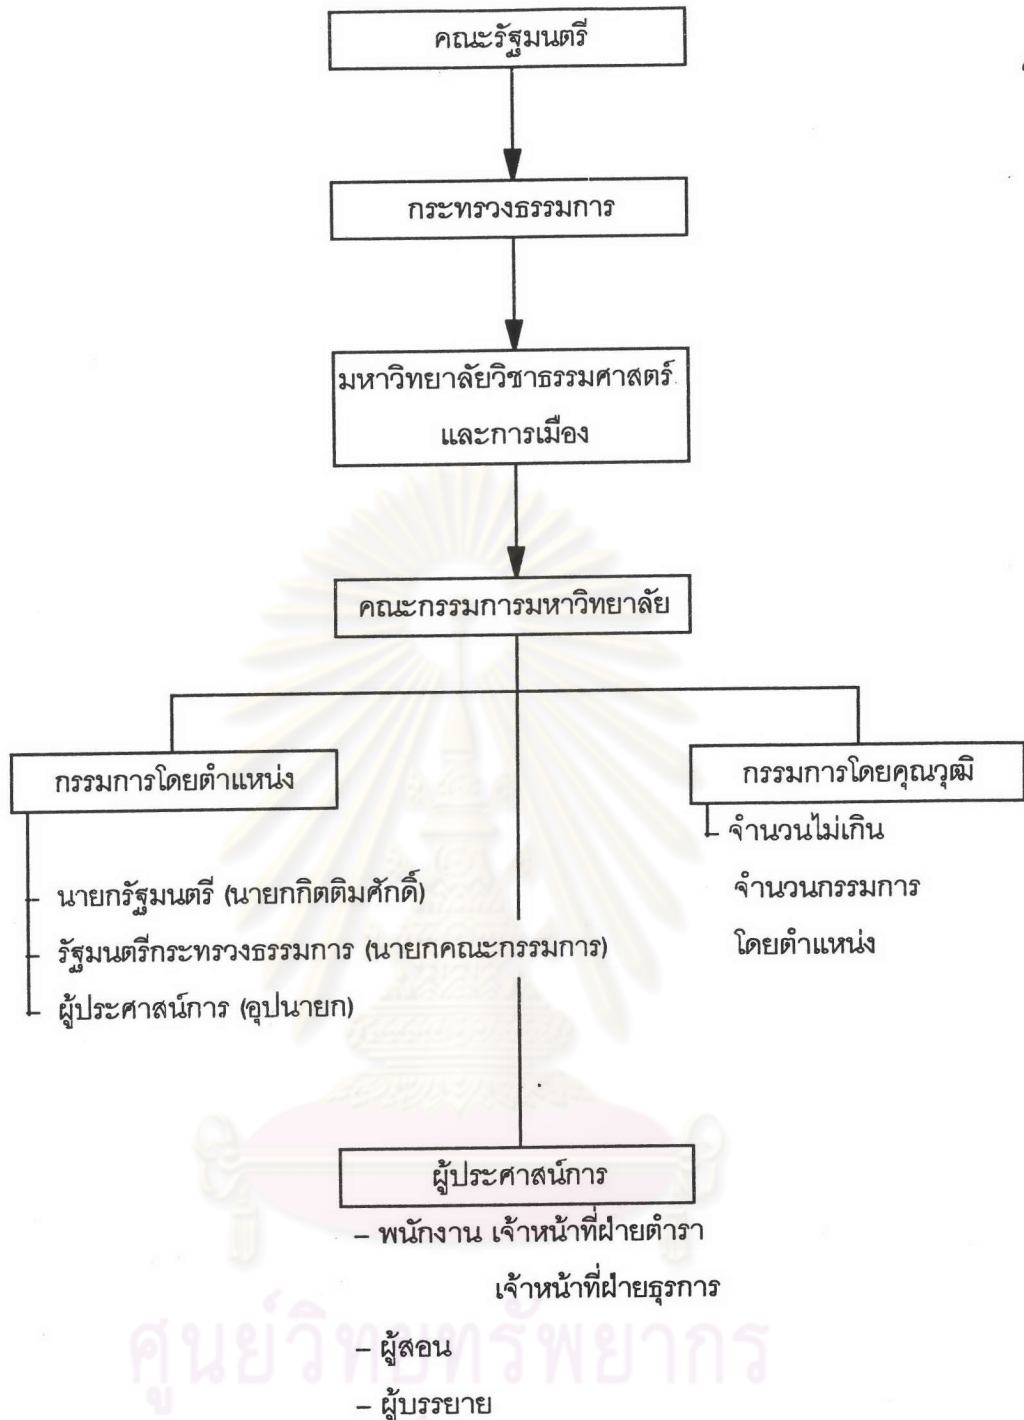 คณะรัฐมนตรี
กระทรวงธรรมการ
มหาวิทยาลัยวิชาธรรมศาสตร์
และการเมือง
คณะกรรมการมหาวิทยาลัย
กรรมการโดยตำแหน่ง
– นายกรัฐมนตรี (นายกกิตติมศักดิ์)
– รัฐมนตรีกระทรวงธรรมการ (นายกคณะกรรมการ)
– ผู้ประศาสน์การ (อุปนายก)
กรรมการโดยคุณวุฒิ
– จำนวนไม่เกิน
จำนวนกรรมการ
โดยตำแหน่ง
ผู้ประศาสน์การ
– พนักงาน เจ้าหน้าที่ฝ่ายตำรา
เจ้าหน้าที่ฝ่ายธุรการ
– ผู้สอน
– ผู้บรรยาย
ศูนย์วิทยทรัพยากร